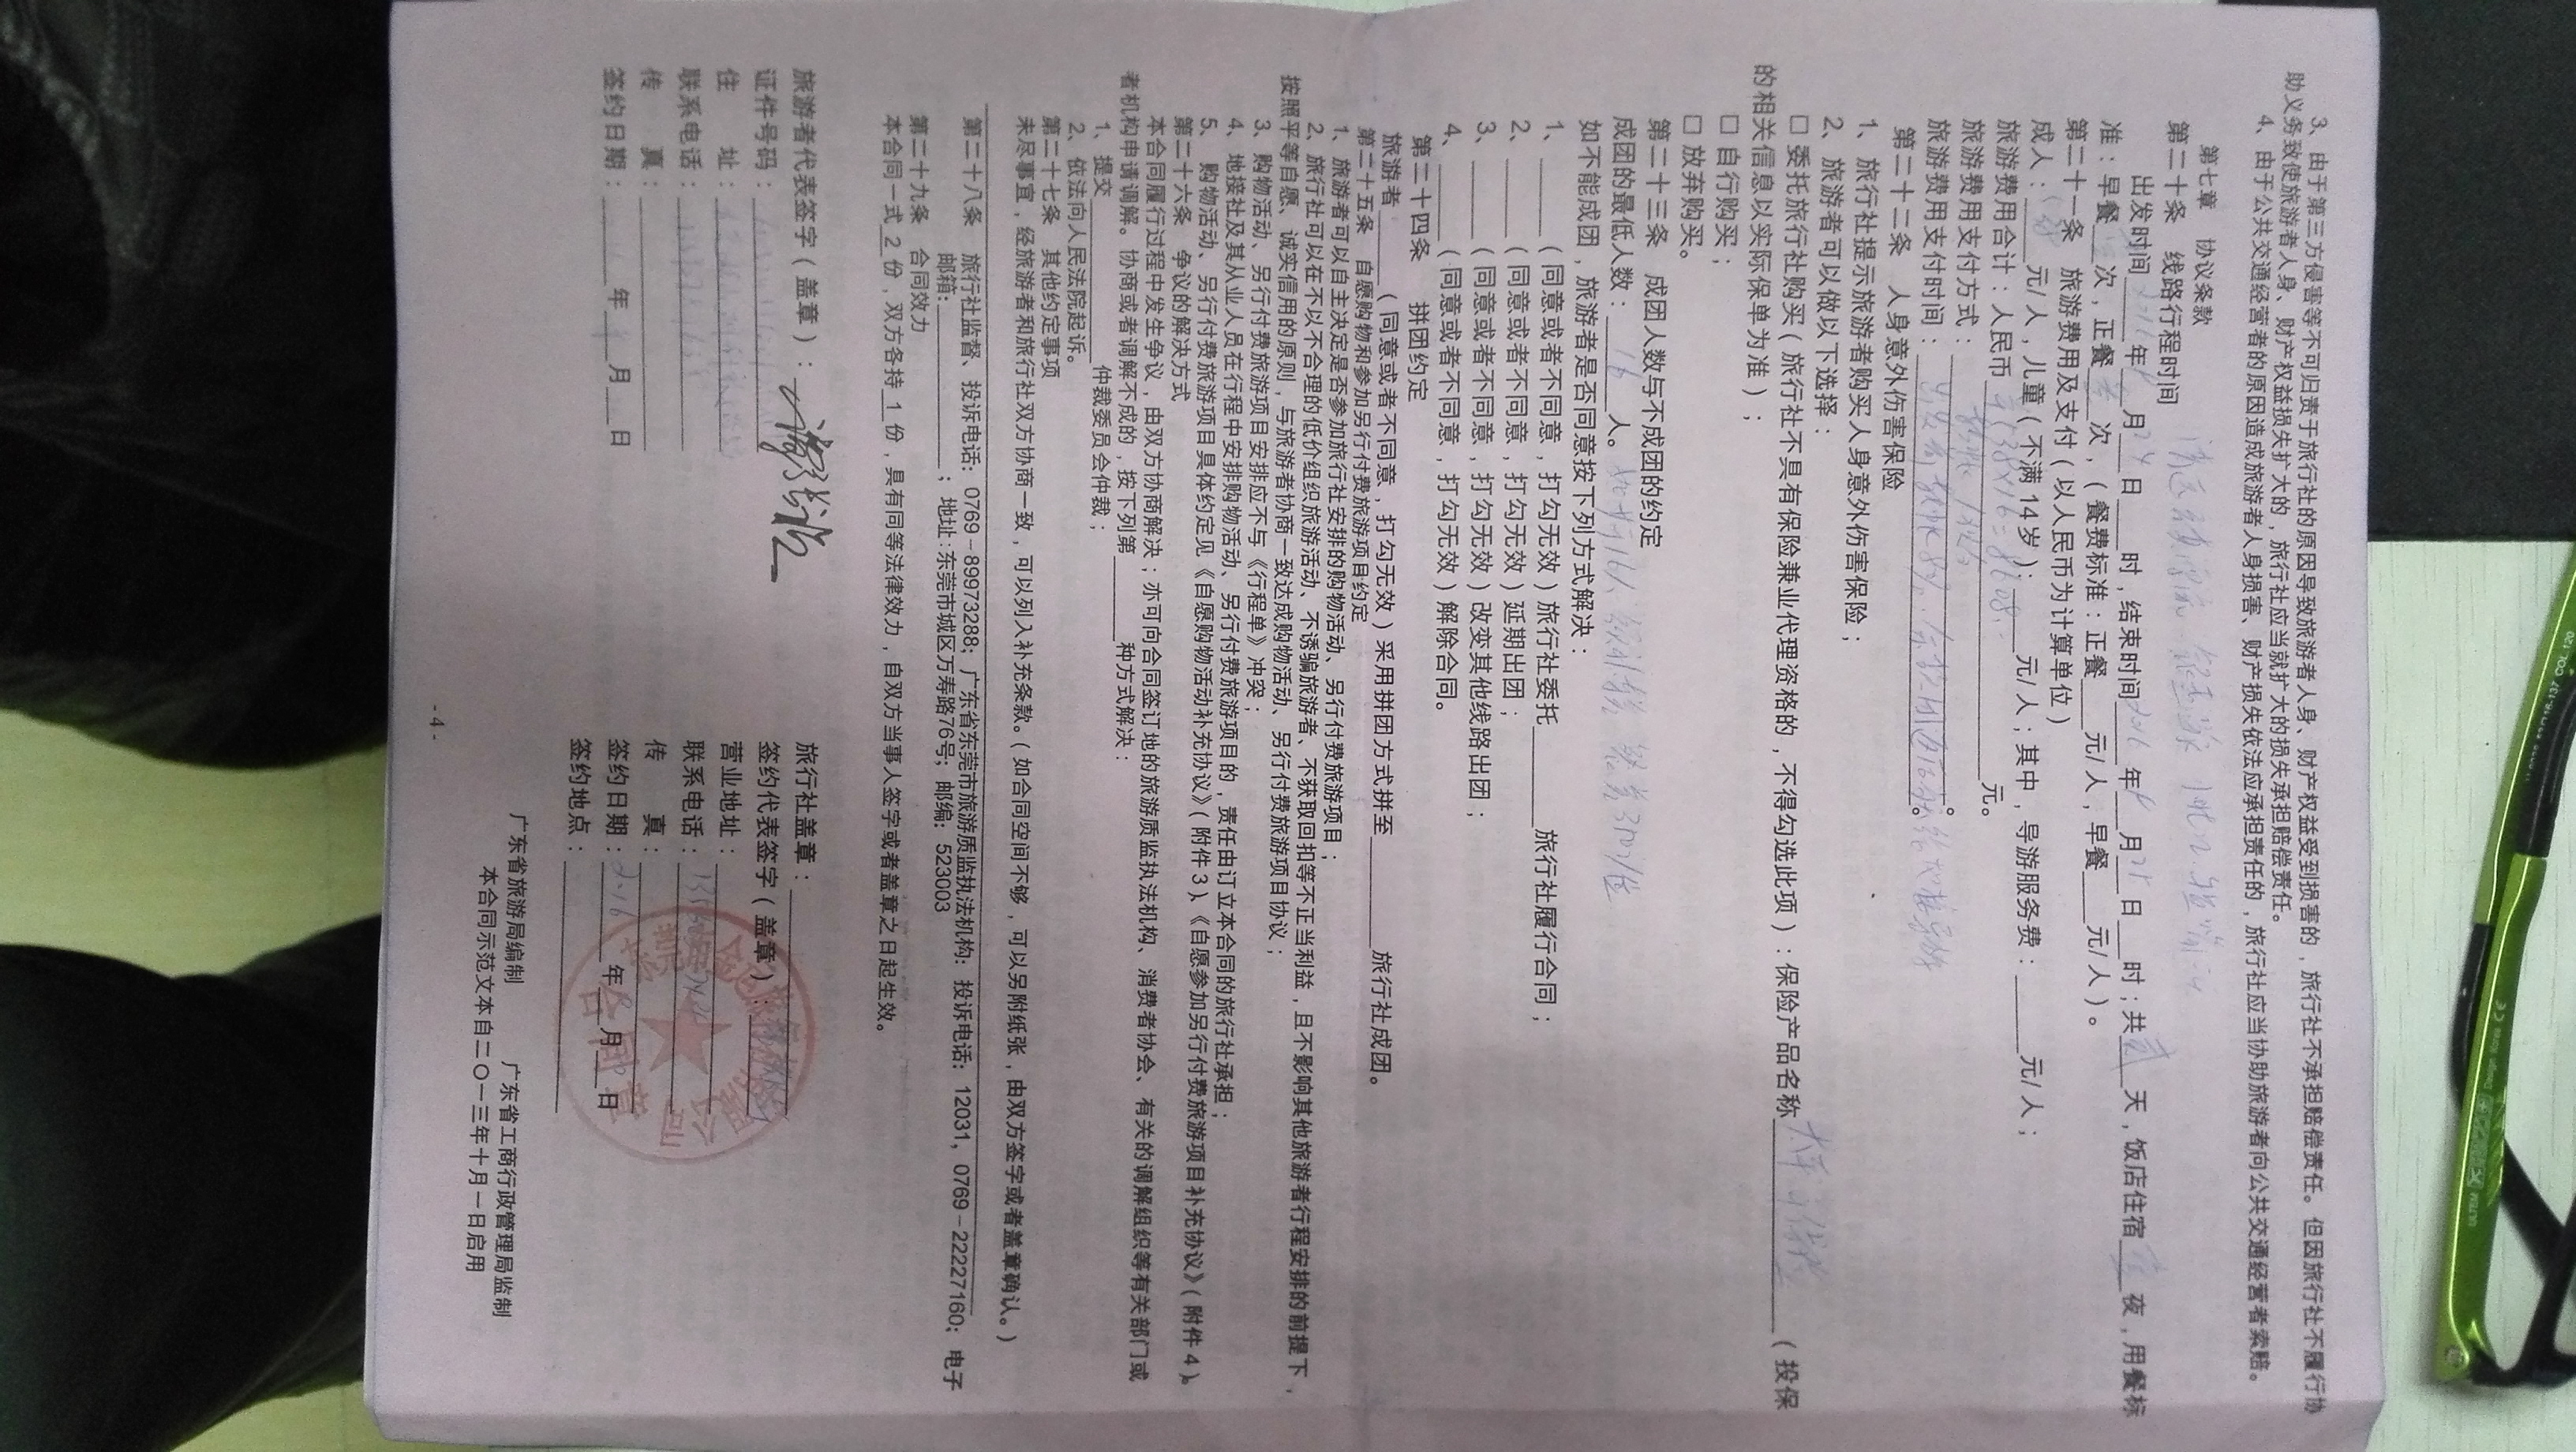 3、由于第三方侵害等不可归责于旅行社的原因导致旅游者人身、财产权益受到损害的，旅行社不承担赔偿责任。但因旅行社不履行协
助义务致使旅游者人身、财产权益损失扩大的，旅行社应当就扩大的损失承担赔偿责任。
4、由于公共交通经营者的原因造成旅游者人身损害、财产损失依法应承担责任的，旅行社应当协助旅游者向公共交通经营者索赔。
第七章 协议条款
第二十条 线路行程时间
出发时间 2016 年 月 24 日 时，结束时间 2016 年 月 25 日 时；共 贰 天，饭店住宿 夜，用餐标
准：早餐 次，正餐 次，（餐费标准：正餐 元/人，早餐 元/人）。
第二十一条 旅游费用及支付（以人民币为计算单位）
成人： 元/人，儿童（不满14岁）： 元/人；其中，导游服务费： 元/人；
旅游费用合计：人民币 538X16=8608.- 元。
旅游费用支付方式： 。
旅游费用支付时间： 。
第二十二条 人身意外伤害保险
1、旅行社提示旅游者购买人身意外伤害保险；
2、旅游者可以做以下选择：
□委托旅行社购买（旅行社不具有保险兼业代理资格的，不得勾选此项）：保险产品名称 （投保
的相关信息以实际保单为准）；
□ 自行购买；
□ 放弃购买。
第二十三条 成团人数与不成团的约定
成团的最低人数： 16 人。
如不能成团，旅游者是否同意按下列方式解决：
1、 （同意或者不同意，打勾无效）旅行社委托 旅行社履行合同；
2、 （同意或者不同意，打勾无效）延期出团；
3、 （同意或者不同意，打勾无效）改变其他线路出团；
4、 （同意或者不同意，打勾无效）解除合同。
第二十四条 拼团约定
旅游者 （同意或者不同意，打勾无效）采用拼团方式拼至 旅行社成团。
第二十五条 自愿购物和参加另行付费旅游项目约定
1、旅游者可以自主决定是否参加旅行社安排的购物活动、另行付费旅游项目；
2、旅行社可以在不以不合理的低价组织旅游活动、不诱骗旅游者、不获取回扣等不正当利益，且不影响其他旅游者行程安排的前提下，
按照平等自愿、诚实信用的原则，与旅游者协商一致达成购物活动、另行付费旅游项目协议；
3、购物活动、另行付费旅游项目安排应不与《行程单》冲突；
4、地接社及其从业人员在行程中安排购物活动、另行付费旅游项目的，责任由订立本合同的旅行社承担；
5、购物活动、另行付费旅游项目具体约定见《自愿购物活动补充协议》（附件3）、《自愿参加另行付费旅游项目补充协议》（附件4）。
第二十六条 争议的解决方式
本合同履行过程中发生争议，由双方协商解决；亦可向合同签订地的旅游质监执法机构、消费者协会、有关的调解组织等有关部门或
者机构申请调解。协商或者调解不成的，按下列第 种方式解决：
1、提交 仲裁委员会仲裁；
2、依法向人民法院起诉。
第二十七条 其他约定事项
未尽事宜，经旅游者和旅行社双方协商一致，可以列入补充条款。（如合同空间不够，可以另附纸张，由双方签字或者盖章确认。）
第二十八条 旅行社监督、投诉电话：0769-89973288；广东省东莞市旅游质监执法机构：投诉电话：12031，0769-22227160；电子
邮箱： ；地址：东莞市城区万寿路76号；邮编：523003
第二十九条 合同效力
本合同一式 2 份，双方各持 1 份，具有同等法律效力，自双方当事人签字或者盖章之日起生效。
旅游者代表签字（盖章）：
证件号码：
住 址：
联系电话：
传 真：
签约日期： 年 月 日
旅行社盖章：
签约代表签字（盖章）：
营业地址：
联系电话：
传 真：
签约日期： 2016 年 月 日
签约地点：
合同章
广东省旅游局编制 广东省工商行政管理局监制
本合同示范文本自二〇一三年十月一日启用
- 4 -